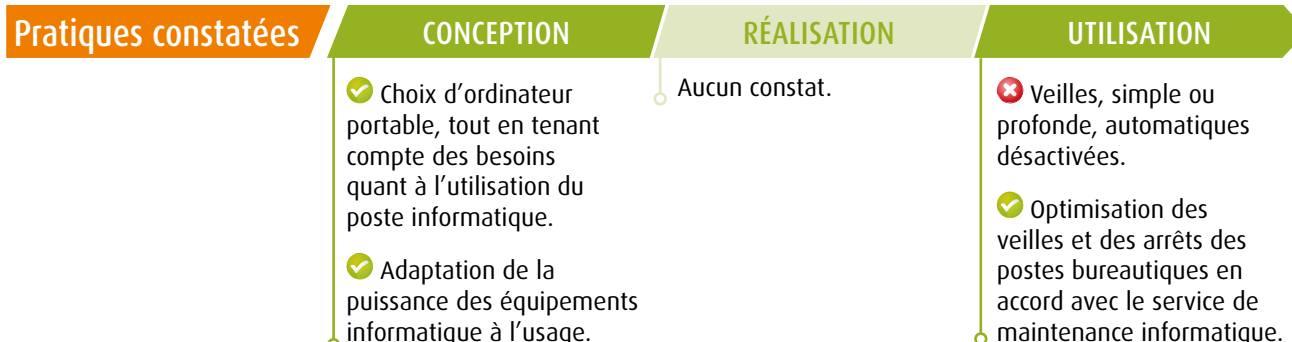 Pratiques constatées
CONCEPTION
RÉALISATION
UTILISATION
Choix d'ordinateur
portable, tout en tenant
compte des besoins
quant à l'utilisation du
poste informatique.
Adaptation de la
puissance des équipements
informatique à l'usage.
Aucun constat.
Veilles, simple ou
profonde, automatiques
désactivées.
Optimisation des
veilles et des arrêts des
postes bureautiques en
accord avec le service de
maintenance informatique.